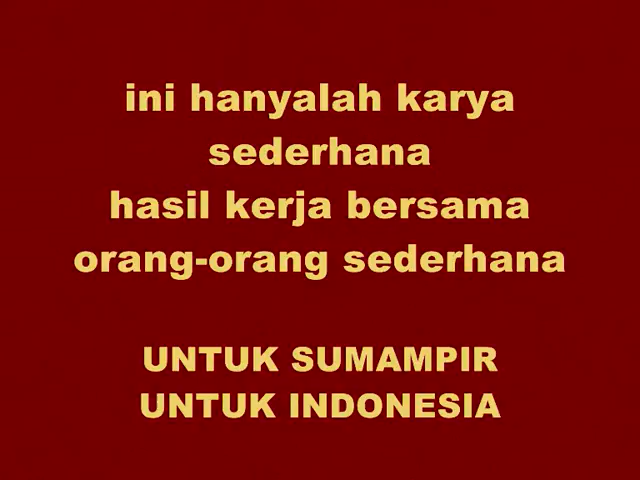 ini hanyalah karya
sederhana
hasil kerja bersama
orang-orang sederhana
UNTUK SUMAMPIR
UNTUK INDONESIA